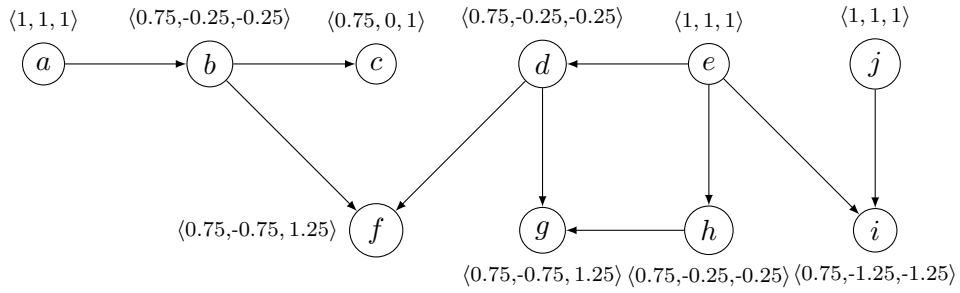 ⟨1, 1, 1⟩ ⟨0.75,-0.25,-0.25⟩ ⟨0.75, 0, 1⟩ ⟨0.75,-0.25,-0.25⟩ ⟨1, 1, 1⟩ ⟨1, 1, 1⟩
a b c d e j
⟨0.75,-0.75, 1.25⟩ f g h i
⟨0.75,-0.75, 1.25⟩ ⟨0.75,-0.25,-0.25⟩ ⟨0.75,-1.25,-1.25⟩